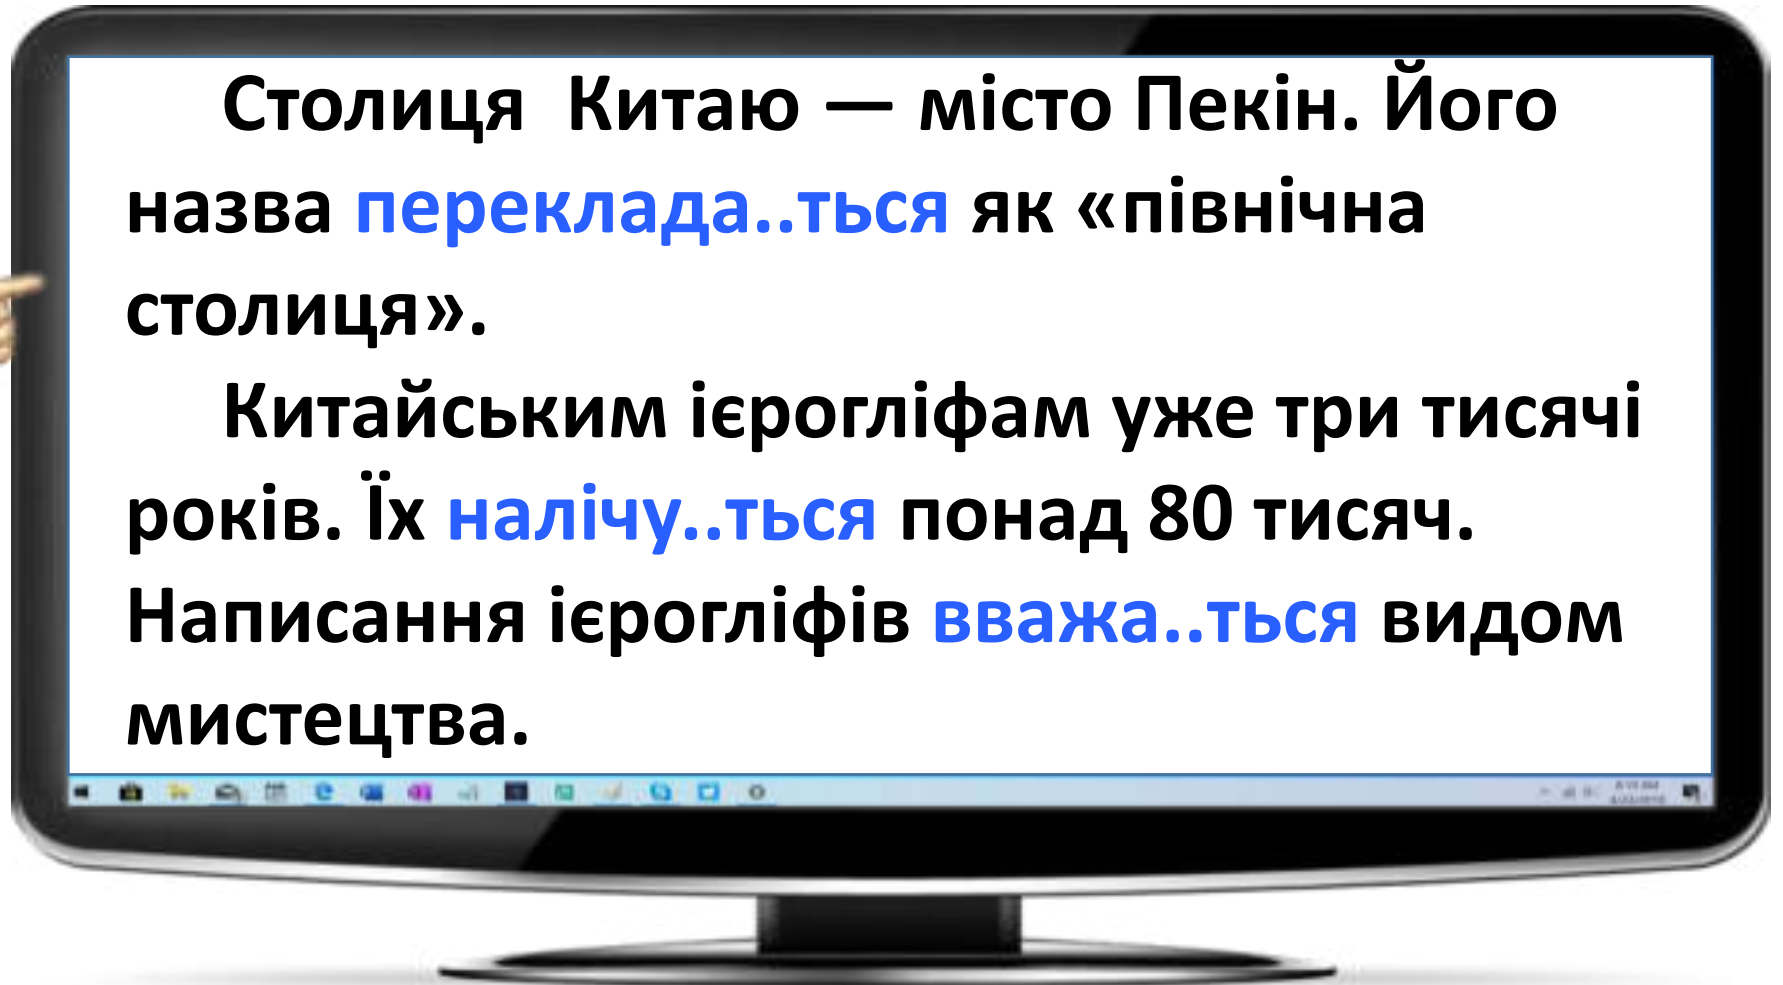 Столиця Китаю — місто Пекін. Його
назва переклада..ться як «північна
столиця».
Китайським ієрогліфам уже три тисячі
років. Їх налічу..ться понад 80 тисяч.
Написання ієрогліфів вважа..ться видом
мистецтва.